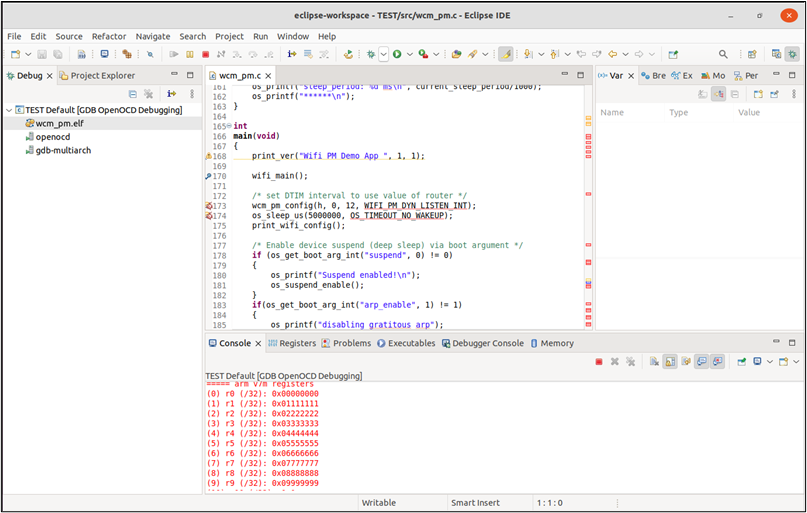 eclipse-workspace - TEST/src/wcm_pm.c - Eclipse IDE
File Edit Source Refactor Navigate Search Project Run Window Help
Debug Project Explorer
TEST Default [GDB OpenOCD Debugging]
wcm_pm.elf
openocd
gdb-multiarch
wcm_pm.c
161 os_printf("sleep_period: %d ms\n", current_sleep_period/1000);
162 os_printf("******\n");
163 }
164
165 int
166 main(void)
167 {
168 print_ver("Wifi PM Demo App ", 1, 1);
169
170 wifi_main();
171
172 /* set DTIM interval to use value of router */
173 wcm_pm_config(h, 0, 12, WIFI_PM_DYN_LISTEN_INT);
174 os_sleep_us(5000000, OS_TIMEOUT_NO_WAKEUP);
175 print_wifi_config();
176
177 /* Enable device suspend (deep sleep) via boot argument */
178 if (os_get_boot_arg_int("suspend", 0) != 0)
179 {
180 os_printf("Suspend enabled!\n");
181 os_suspend_enable();
182 }
183 if(os_get_boot_arg_int("arp_enable", 1) != 1)
184 {
185 os_printf("disabling gratitous arp");
(x)= Var Bre Ex Mo Per
Name Type Value
Console Registers Problems Executables Debugger Console Memory
TEST Default [GDB OpenOCD Debugging]
===== arm v7m registers
(0) r0 (/32): 0x00000000
(1) r1 (/32): 0x01111111
(2) r2 (/32): 0x02222222
(3) r3 (/32): 0x03333333
(4) r4 (/32): 0x04444444
(5) r5 (/32): 0x05555555
(6) r6 (/32): 0x06666666
(7) r7 (/32): 0x07777777
(8) r8 (/32): 0x08888888
(9) r9 (/32): 0x09999999
Writable Smart Insert 1 : 1 : 0